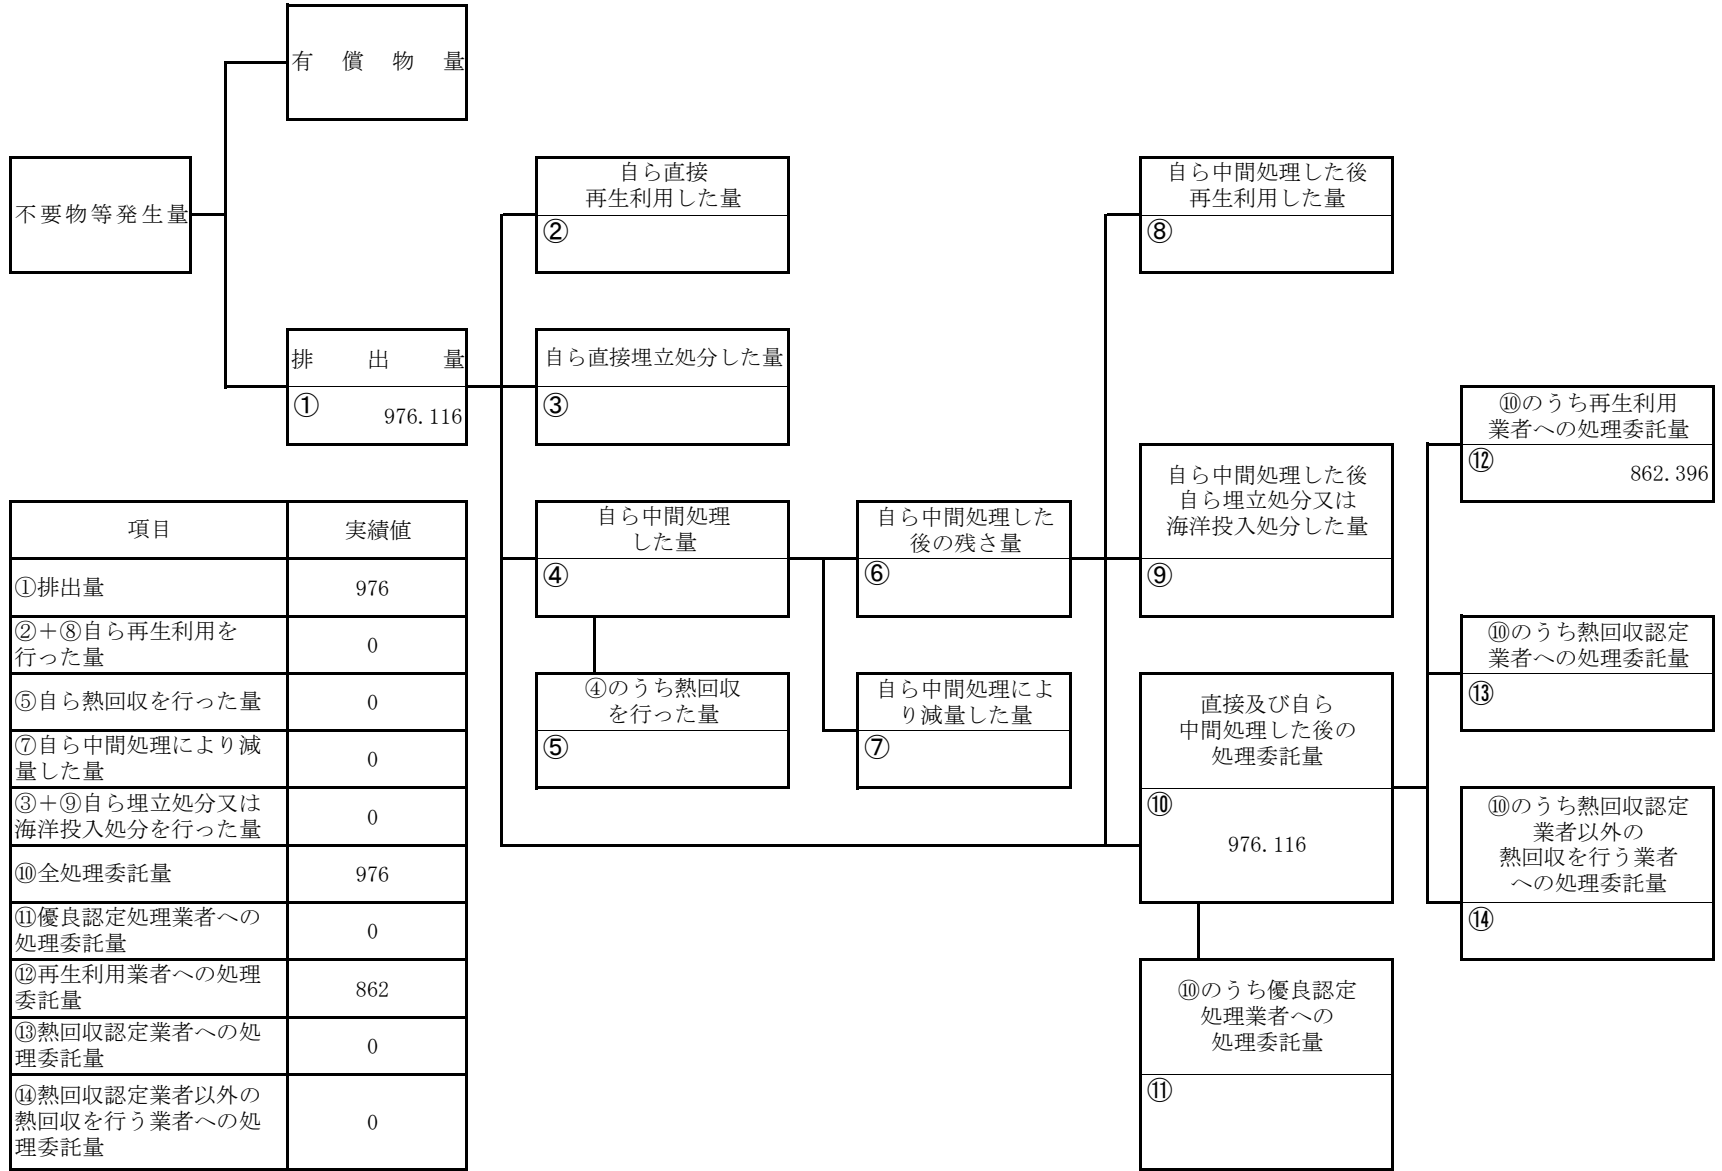 有償物量
不要物等発生量
自ら直接
再生利用した量
②
自ら中間処理した後
再生利用した量
⑧
排出量
①
976.116
自ら直接埋立処分した量
③
⑩のうち再生利用
業者への処理委託量
⑫
862.396
自ら中間処理した後
自ら埋立処分又は
海洋投入処分した量
⑨
自ら中間処理
した量
④
自ら中間処理した
後の残さ量
⑥
⑩のうち熱回収認定
業者への処理委託量
⑬
④のうち熱回収
を行った量
⑤
自ら中間処理によ
り減量した量
⑦
直接及び自ら
中間処理した後の
処理委託量
⑩
976.116
⑩のうち熱回収認定
業者以外の
熱回収を行う業者
への処理委託量
⑭
⑩のうち優良認定
処理業者への
処理委託量
⑪
項目 実績値
①排出量 976
②＋⑧自ら再生利用を
行った量 0
⑤自ら熱回収を行った量 0
⑦自ら中間処理により減
量した量 0
③＋⑨自ら埋立処分又は
海洋投入処分を行った量 0
⑩全処理委託量 976
⑪優良認定処理業者への
処理委託量 0
⑫再生利用業者への処理
委託量 862
⑬熱回収認定業者への処
理委託量 0
⑭熱回収認定業者以外の
熱回収を行う業者への処
理委託量 0